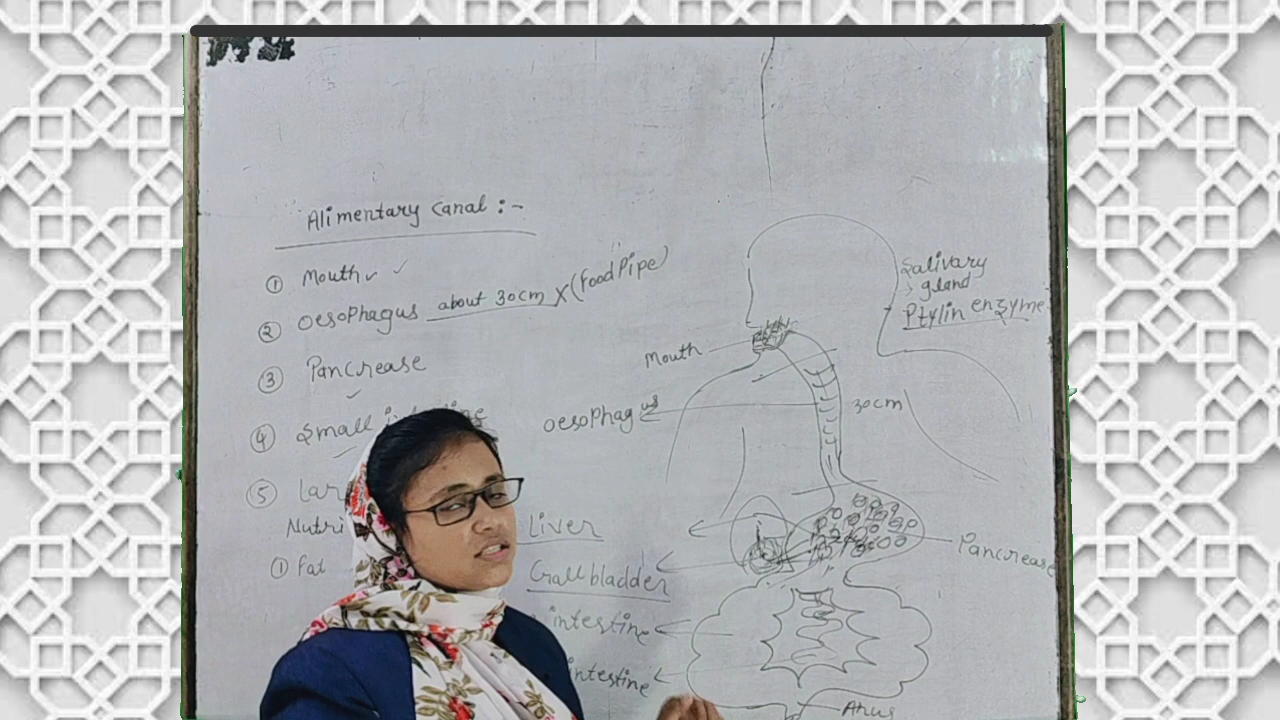 Alimentary Canal :-
① Mouth
② Oesophagus about 30cm (Food Pipe)
③ Pancrease
④ Small
⑤
Nutri
① Fat
Salivary
gland
Ptylin enzyme
Mouth
Oesophagus
30cm
Liver
Gall bladder
intestine
intestine
Pancrease
Anus